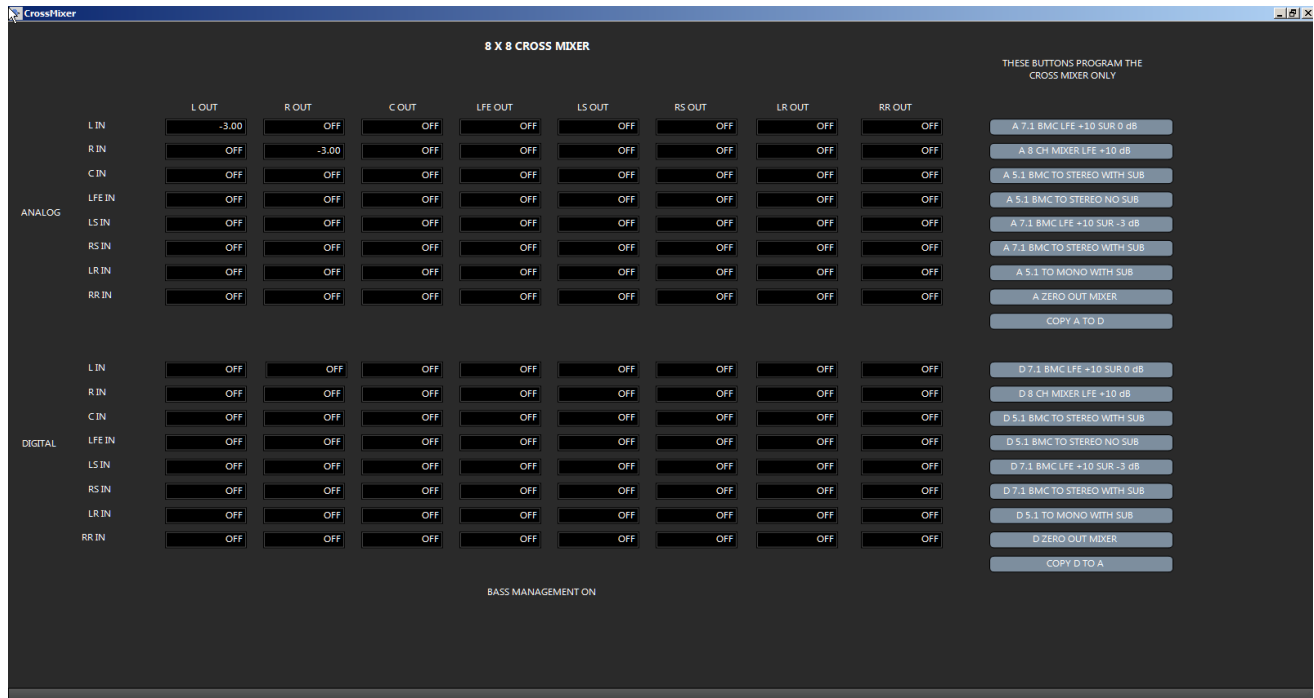 CrossMixer
8 X 8 CROSS MIXER
THESE BUTTONS PROGRAM THE
CROSS MIXER ONLY
L OUT R OUT C OUT LFE OUT LS OUT RS OUT LR OUT RR OUT
L IN -3.00 OFF OFF OFF OFF OFF OFF OFF A 7.1 BMC LFE +10 SUR 0 dB
R IN OFF -3.00 OFF OFF OFF OFF OFF OFF A 8 CH MIXER LFE +10 dB
C IN OFF OFF OFF OFF OFF OFF OFF OFF A 5.1 BMC TO STEREO WITH SUB
LFE IN OFF OFF OFF OFF OFF OFF OFF OFF A 5.1 BMC TO STEREO NO SUB
ANALOG
LS IN OFF OFF OFF OFF OFF OFF OFF OFF A 7.1 BMC LFE +10 SUR -3 dB
RS IN OFF OFF OFF OFF OFF OFF OFF OFF A 7.1 BMC TO STEREO WITH SUB
LR IN OFF OFF OFF OFF OFF OFF OFF OFF A 5.1 TO MONO WITH SUB
RR IN OFF OFF OFF OFF OFF OFF OFF OFF A ZERO OUT MIXER
COPY A TO D
L IN OFF OFF OFF OFF OFF OFF OFF OFF D 7.1 BMC LFE +10 SUR 0 dB
R IN OFF OFF OFF OFF OFF OFF OFF OFF D 8 CH MIXER LFE +10 dB
C IN OFF OFF OFF OFF OFF OFF OFF OFF D 5.1 BMC TO STEREO WITH SUB
DIGITAL LFE IN OFF OFF OFF OFF OFF OFF OFF OFF D 5.1 BMC TO STEREO NO SUB
LS IN OFF OFF OFF OFF OFF OFF OFF OFF D 7.1 BMC LFE +10 SUR -3 dB
RS IN OFF OFF OFF OFF OFF OFF OFF OFF D 7.1 BMC TO STEREO WITH SUB
LR IN OFF OFF OFF OFF OFF OFF OFF OFF D 5.1 TO MONO WITH SUB
RR IN OFF OFF OFF OFF OFF OFF OFF OFF D ZERO OUT MIXER
COPY D TO A
BASS MANAGEMENT ON